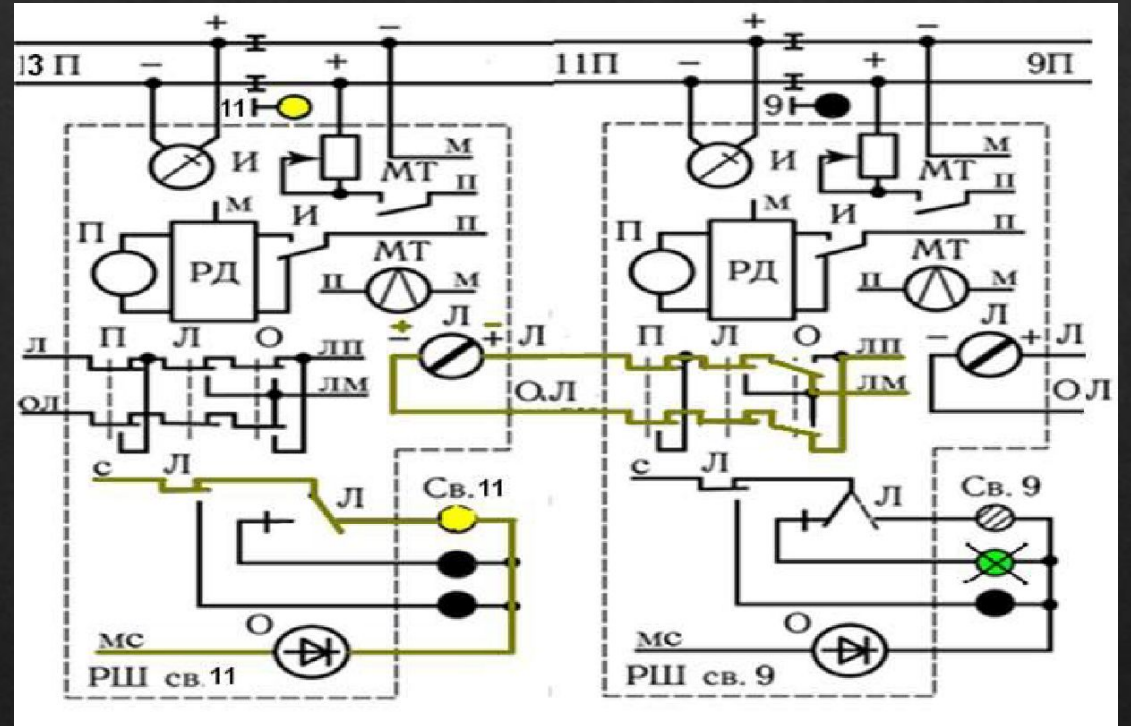 + – + –
13 П – + 11П – + 9П
11 9
И МТ М И МТ М
П П
П М И П П М И П
РД МТ РД МТ
П М П М
Л Л
П Л О + – – + Л П Л О – + Л
Л ЛП ЛП
ЛМ О.Л ЛМ ОЛ
ОЛ
С Л Л Св. 11 С Л Л Св. 9
О О
МС МС
РШ св. 11 РШ св. 9